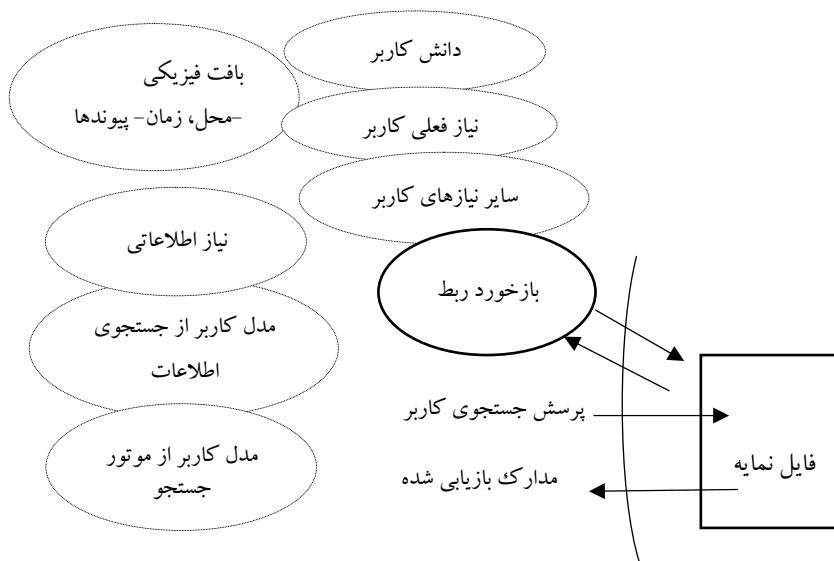 دانش کاربر
بافت فیزیکی
-محل، زمان- پیوندها
نیاز فعلی کاربر
سایر نیازهای کاربر
نیاز اطلاعاتی
بازخورد ربط
مدل کاربر از جستجوی
اطلاعات
پرسش جستجوی کاربر
فایل نمایه
مدارک بازیابی شده
مدل کاربر از موتور
جستجو